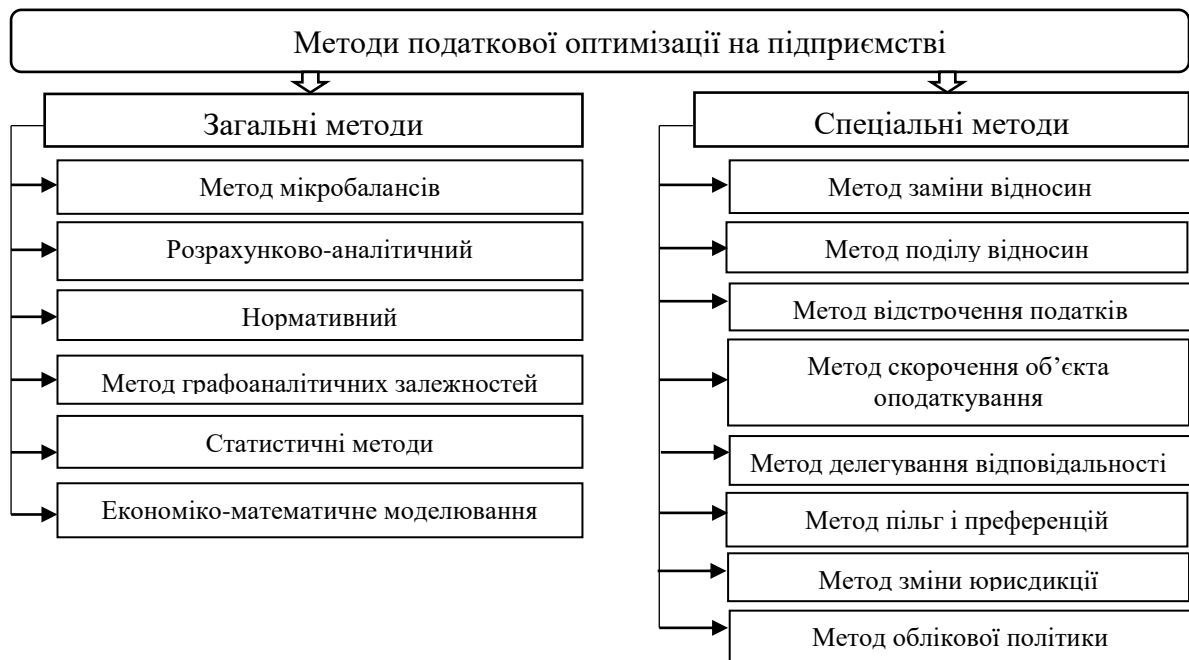 Методи податкової оптимізації на підприємстві
Загальні методи
Метод мікробалансів
Розрахунково-аналітичний
Нормативний
Метод графоаналітичних залежностей
Статистичні методи
Економіко-математичне моделювання
Спеціальні методи
Метод заміни відносин
Метод поділу відносин
Метод відстрочення податків
Метод скорочення об’єкта
оподаткування
Метод делегування відповідальності
Метод пільг і преференцій
Метод зміни юрисдикції
Метод облікової політики